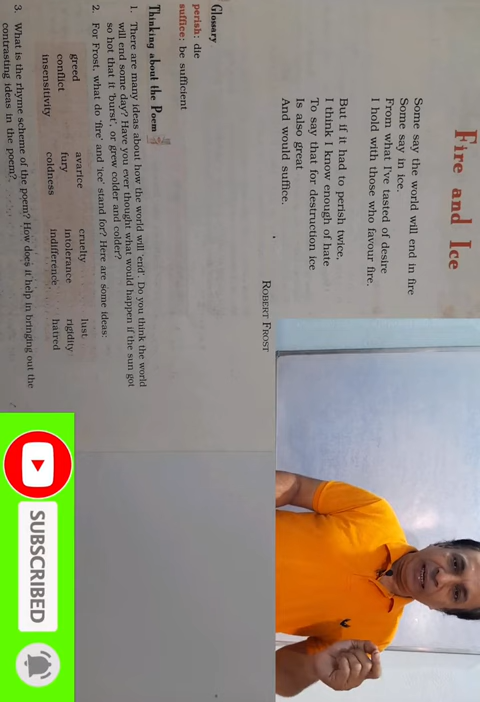 Fire and Ice
Some say the world will end in fire
Some say in ice.
From what I've tasted of desire
I hold with those who favour fire.
But if it had to perish twice,
I think I know enough of hate
To say that for destruction ice
Is also great
And would suffice.
ROBERT FROST
Glossary
perish: die
suffice: be sufficient
Thinking about the Poem
1. There are many ideas about how the world will 'end'. Do you think the world
will end some day? Have you ever thought what would happen if the sun got
so hot that it 'burst', or grew colder and colder?
2. For Frost, what do 'fire' and 'ice' stand for? Here are some ideas:
greed avarice cruelty lust
conflict fury intolerance rigidity
insensitivity coldness indifference hatred
3. What is the rhyme scheme of the poem? How does it help in bringing out the
contrasting ideas in the poem?
SUBSCRIBED